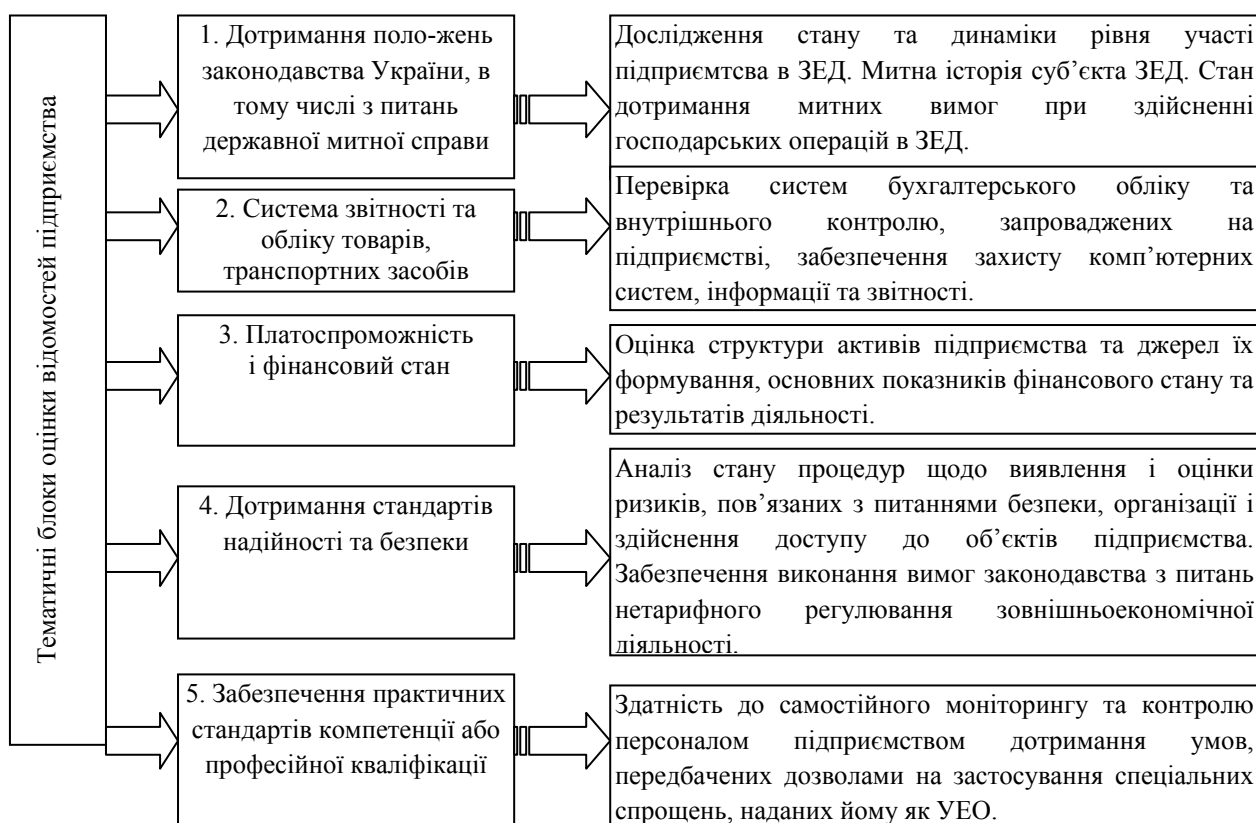 Тематичні блоки оцінки відомостей підприємства
1. Дотримання поло-жень
законодавства України, в
тому числі з питань
державної митної справи
Дослідження стану та динаміки рівня участі
підприємтсва в ЗЕД. Митна історія суб’єкта ЗЕД. Стан
дотримання митних вимог при здійсненні
господарських операцій в ЗЕД.
2. Система звітності та
обліку товарів,
транспортних засобів
Перевірка систем бухгалтерського обліку та
внутрішнього контролю, запроваджених на
підприємстві, забезпечення захисту комп’ютерних
систем, інформації та звітності.
3. Платоспроможність
і фінансовий стан
Оцінка структури активів підприємства та джерел їх
формування, основних показників фінансового стану та
результатів діяльності.
4. Дотримання стандартів
надійності та безпеки
Аналіз стану процедур щодо виявлення і оцінки
ризиків, пов’язаних з питаннями безпеки, організації і
здійснення доступу до об’єктів підприємства.
Забезпечення виконання вимог законодавства з питань
нетарифного регулювання зовнішньоекономічної
діяльності.
5. Забезпечення практичних
стандартів компетенції або
професійної кваліфікації
Здатність до самостійного моніторингу та контролю
персоналом підприємством дотримання умов,
передбачених дозволами на застосування спеціальних
спрощень, наданих йому як УЕО.